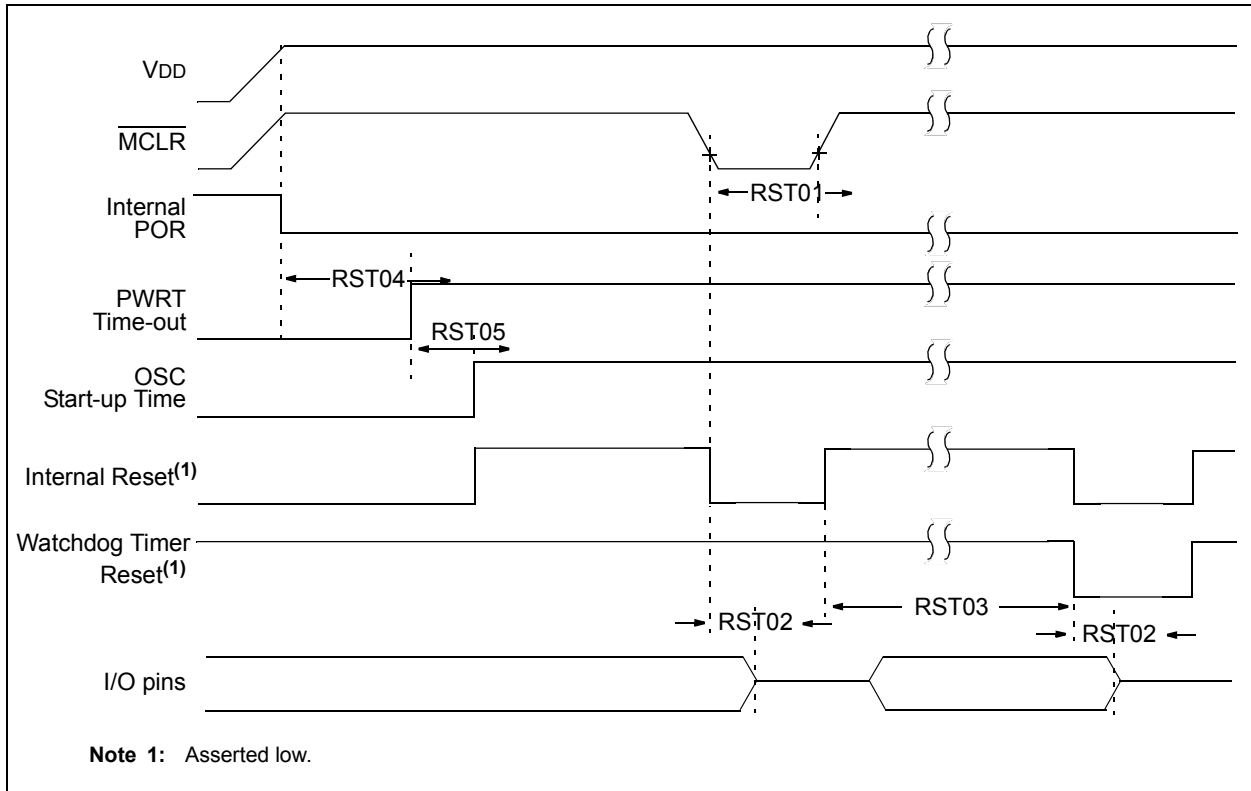 VDD
MCLR
Internal
POR
RST01
RST04
PWRT
Time-out
RST05
OSC
Start-up Time
Internal Reset(1)
Watchdog Timer
Reset(1)
RST02
RST03
RST02
I/O pins
Note 1: Asserted low.